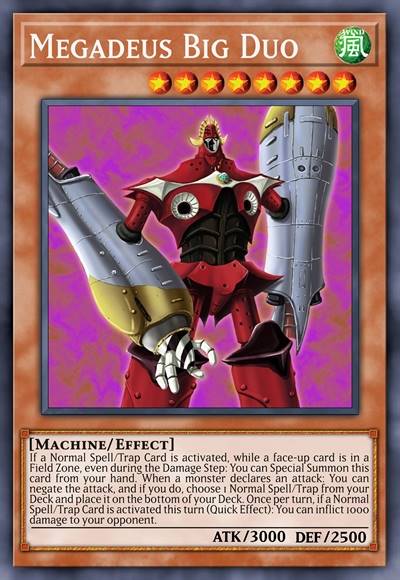 Megadeus Big Duo
WIND
風
[Machine/Effect]
If a Normal Spell/Trap Card is activated, while a face-up card is in a
Field Zone, even during the Damage Step: You can Special Summon this
card from your hand. When a monster declares an attack: You can
negate the attack, and if you do, choose 1 Normal Spell/Trap from your
Deck and place it on the bottom of your Deck. Once per turn, if a Normal
Spell/Trap Card is activated this turn (Quick Effect): You can inflict 1000
damage to your opponent.
ATK/3000 DEF/2500